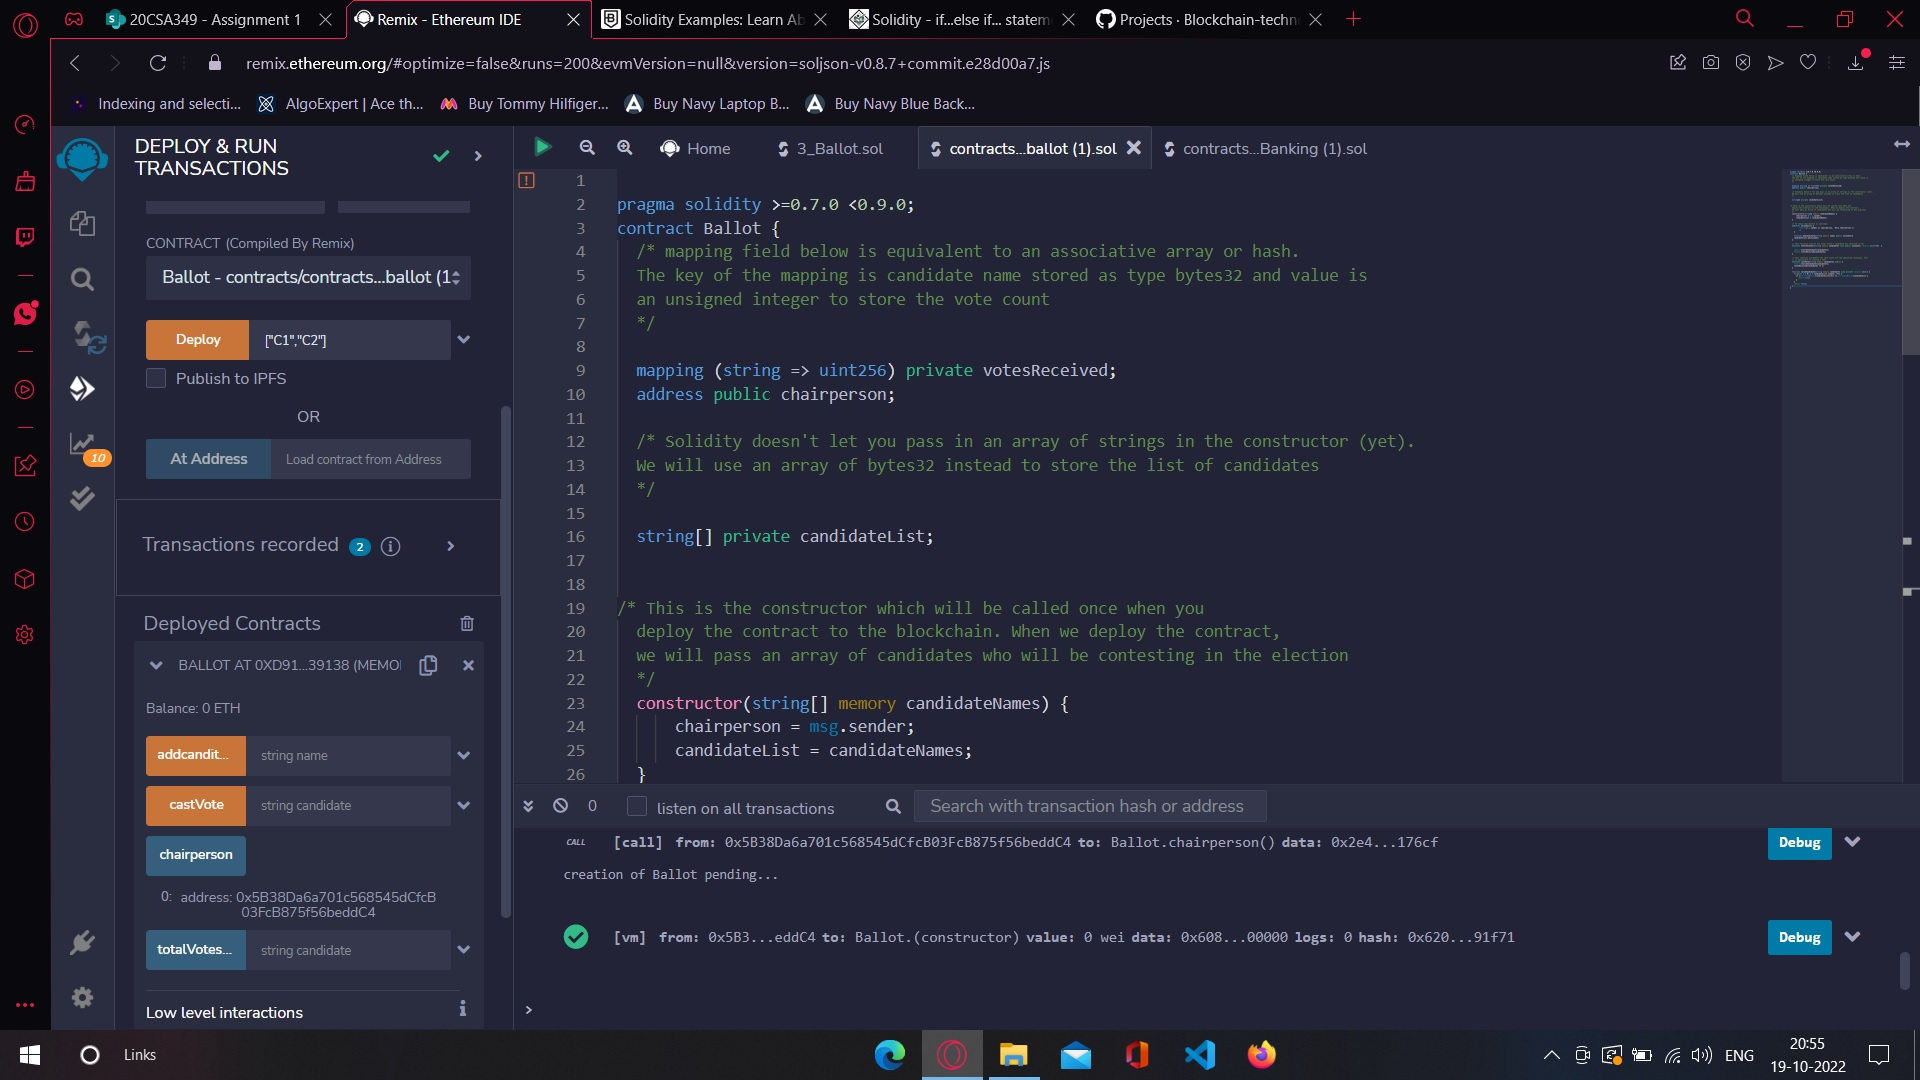 20CSA349 - Assignment 1
Remix - Ethereum IDE
Solidity Examples: Learn Ab
Solidity - if...else if... statem
Projects · Blockchain-techn
remix.ethereum.org/#optimize=false&runs=200&evmVersion=null&version=soljson-v0.8.7+commit.e28d00a7.js
Indexing and selecti...
AlgoExpert | Ace th...
Buy Tommy Hilfiger...
Buy Navy Laptop B...
Buy Navy Blue Back...
DEPLOY & RUN
TRANSACTIONS
CONTRACT (Compiled By Remix)
Ballot - contracts/contracts...ballot (1
Deploy
["C1","C2"]
Publish to IPFS
OR
At Address
Load contract from Address
10
Transactions recorded 2 i
Deployed Contracts
BALLOT AT 0XD91...39138 (MEMO
Balance: 0 ETH
addcandit...
string name
castVote
string candidate
chairperson
0: address: 0x5B38Da6a701c568545dCfcB
03FcB875f56beddC4
totalVotes...
string candidate
Low level interactions
i
Home
3_Ballot.sol
contracts...ballot (1).sol
contracts...Banking (1).sol
1
2 pragma solidity >=0.7.0 <0.9.0;
3 contract Ballot {
4 /* mapping field below is equivalent to an associative array or hash.
5 The key of the mapping is candidate name stored as type bytes32 and value is
6 an unsigned integer to store the vote count
7 */
8
9 mapping (string => uint256) private votesReceived;
10 address public chairperson;
11
12 /* Solidity doesn't let you pass in an array of strings in the constructor (yet).
13 We will use an array of bytes32 instead to store the list of candidates
14 */
15
16 string[] private candidateList;
17
18
19 /* This is the constructor which will be called once when you
20 deploy the contract to the blockchain. When we deploy the contract,
21 we will pass an array of candidates who will be contesting in the election
22 */
23 constructor(string[] memory candidateNames) {
24 chairperson = msg.sender;
25 candidateList = candidateNames;
26 }
0
listen on all transactions
Search with transaction hash or address
CALL [call] from: 0x5B38Da6a701c568545dCfcB03FcB875f56beddC4 to: Ballot.chairperson() data: 0x2e4...176cf
Debug
creation of Ballot pending...
[vm] from: 0x5B3...eddC4 to: Ballot.(constructor) value: 0 wei data: 0x608...00000 logs: 0 hash: 0x620...91f71
Debug
>
Links
ENG
20:55
19-10-2022